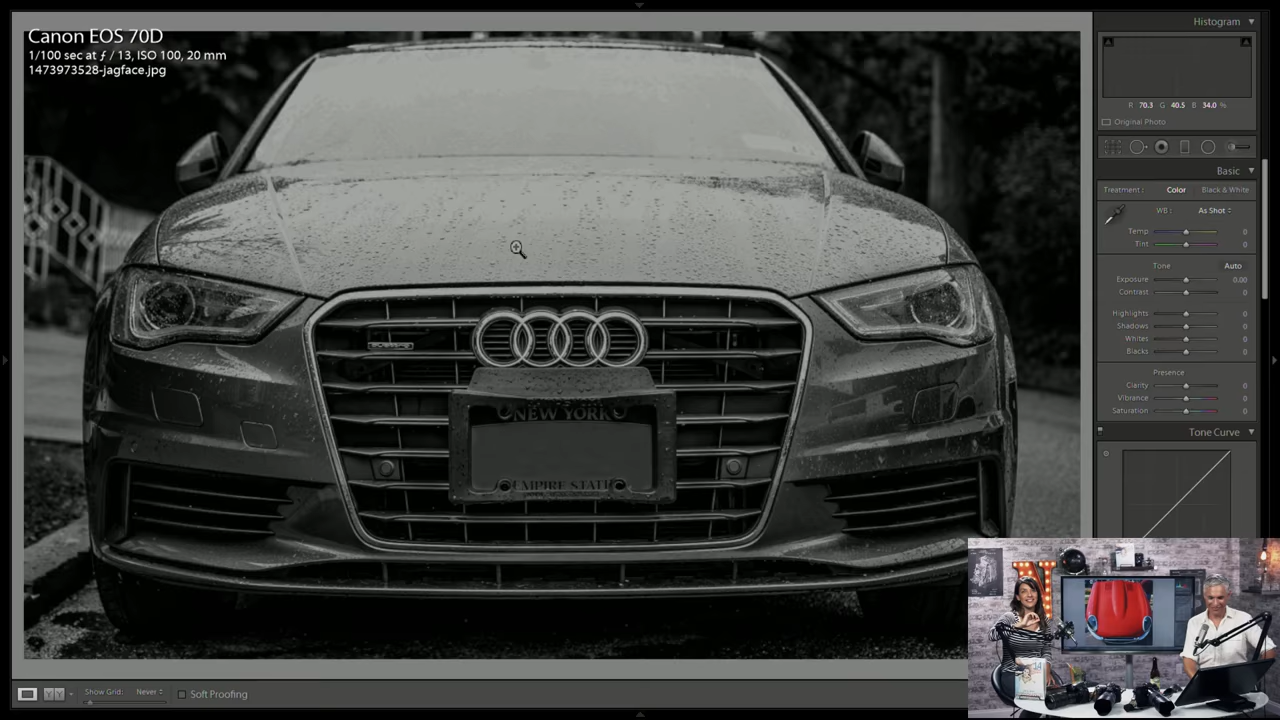 Canon EOS 70D
1/100 sec at ƒ / 13, ISO 100, 20 mm
1473973528-jagface.jpg
NEW YORK
EMPIRE STATE
Histogram
R 70.3 G 40.5 B 34.0 %
Original Photo
Basic
Treatment : Color Black & White
WB : As Shot
Temp 0
Tint 0
Tone Auto
Exposure 0.00
Contrast 0
Highlights 0
Shadows 0
Whites 0
Blacks 0
Presence
Clarity 0
Vibrance 0
Saturation 0
Tone Curve
Show Grid: Never
Soft Proofing